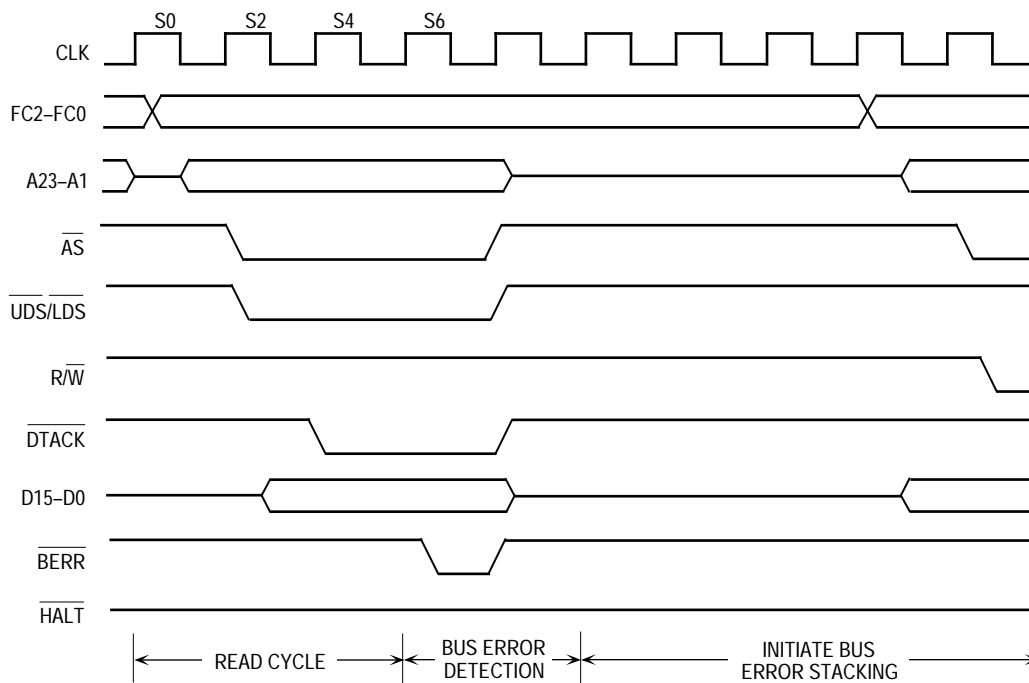 S0 S2 S4 S6
CLK
FC2–FC0
A23–A1
AS
UDS/LDS
R/W
DTACK
D15–D0
BERR
HALT
READ CYCLE
BUS ERROR
DETECTION
INITIATE BUS
ERROR STACKING